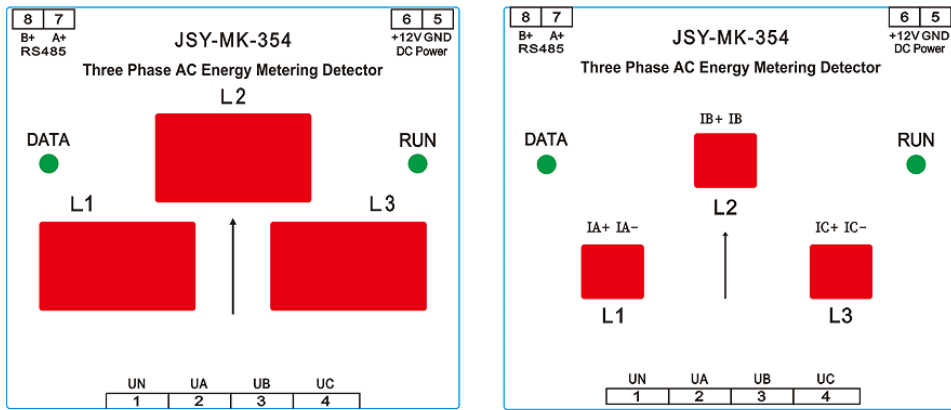 8 7
B+ A+
RS485
6 5
+12V GND
DC Power
JSY-MK-354
Three Phase AC Energy Metering Detector
L2
DATA
RUN
L1
L3
UN UA UB UC
1 2 3 4
8 7
B+ A+
RS485
6 5
+12V GND
DC Power
JSY-MK-354
Three Phase AC Energy Metering Detector
IB+ IB
DATA
RUN
L2
IA+ IA-
IC+ IC-
L1
L3
UN UA UB UC
1 2 3 4